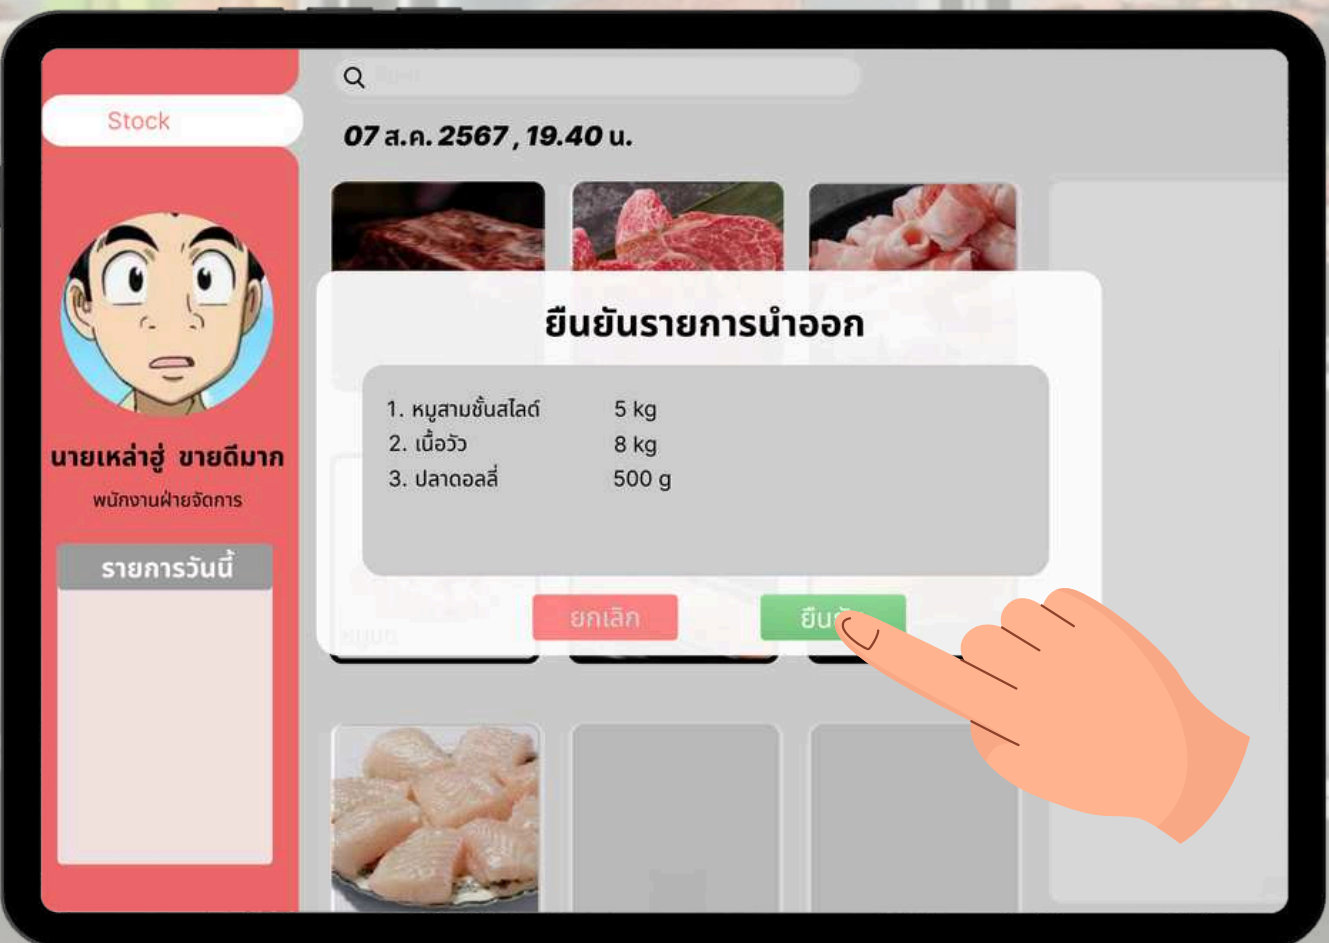 Stock
07 ส.ค. 2567 , 19.40 น.
นายเหล่าฮู่ ขายดีมาก
พนักงานฝ่ายจัดการ
รายการวันนี้
ยืนยันรายการนำออก
1. หมูสามชั้นสไลด์ 5 kg
2. เนื้อวัว 8 kg
3. ปลาดอลลี่ 500 g
ยกเลิก